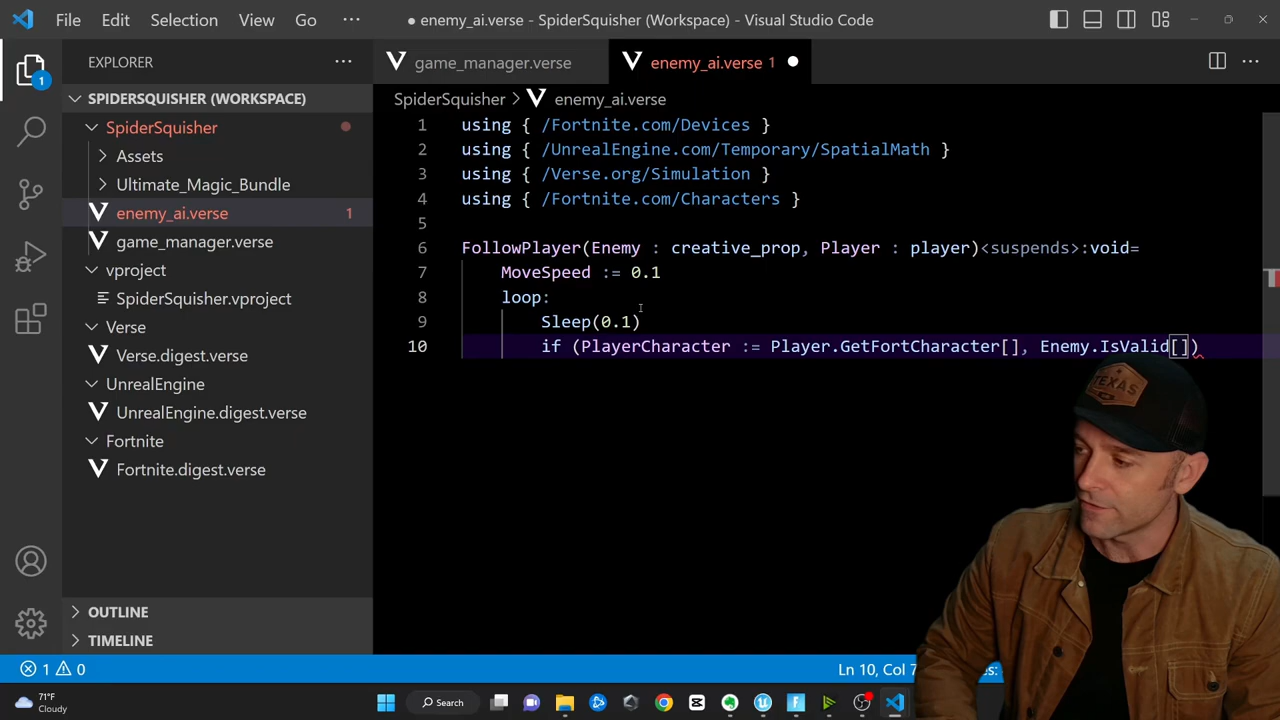 File Edit Selection View Go ··· ● enemy_ai.verse - SpiderSquisher (Workspace) - Visual Studio Code
EXPLORER ···
game_manager.verse enemy_ai.verse 1
SPIDERSQUISHER (WORKSPACE)
SpiderSquisher
Assets
Ultimate_Magic_Bundle
enemy_ai.verse 1
game_manager.verse
vproject
SpiderSquisher.vproject
Verse
Verse.digest.verse
UnrealEngine
UnrealEngine.digest.verse
Fortnite
Fortnite.digest.verse
OUTLINE
TIMELINE
1
SpiderSquisher > enemy_ai.verse
1 using { /Fortnite.com/Devices }
2 using { /UnrealEngine.com/Temporary/SpatialMath }
3 using { /Verse.org/Simulation }
4 using { /Fortnite.com/Characters }
5
6 FollowPlayer(Enemy : creative_prop, Player : player)<suspends>:void=
7 MoveSpeed := 0.1
8 loop:
9 Sleep(0.1)
10 if (PlayerCharacter := Player.GetFortCharacter[], Enemy.IsValid[])
TEXAS
1 0 Ln 10, Col 7
71°F
Cloudy
Search